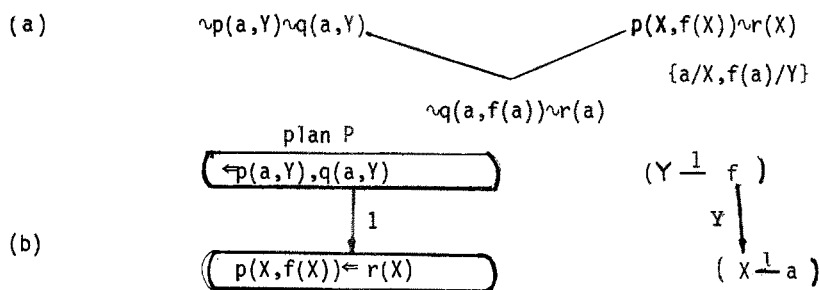 (a) ~p(a,Y)~q(a,Y) p(X,f(X))~r(X)
{a/X,f(a)/Y}
~q(a,f(a))~r(a)
plan P
⇐p(a,Y),q(a,Y) (Y 1 f )
1 Y
(b)
p(X,f(X))⇐ r(X) ( X 1 a )